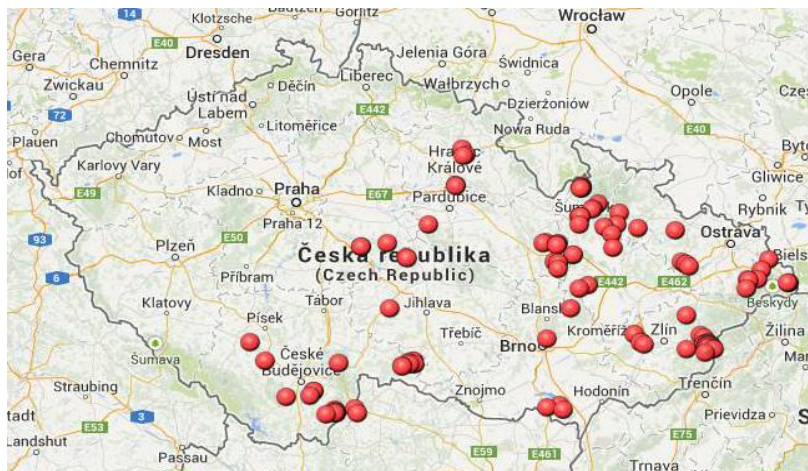 14
Klotzsche
Bautzen
Görlitz
Wrocław
E40
Gera
Dresden
Jelenia Góra
E40
Chemnitz
Świdnica
Zwickau
Děčín
Liberec
Wałbrzych
Opole
Ústí nad
Labem
E442
Dzierżoniów
72
Litoměřice
Nowa Ruda
E40
Plauen
Chomutov
Most
Karlovy Vary
Gliwice
E49
Kladno
Praha
E67
Pardubice
Rybnik
Praha 12
93
Plzeň
E50
Ostrava
Česká republika
(Czech Republic)
6
Příbram
E442
E462
Beskydy
Klatovy
Tábor
Jihlava
Písek
Třebíč
Kroměříž
Zlín
Žilina
Šumava
České
Budějovice
Brno
Straubing
Znojmo
Hodonín
Trenčín
3
Prievidza
E53
Landshut
Passau
E59
E461
E75
Trnava